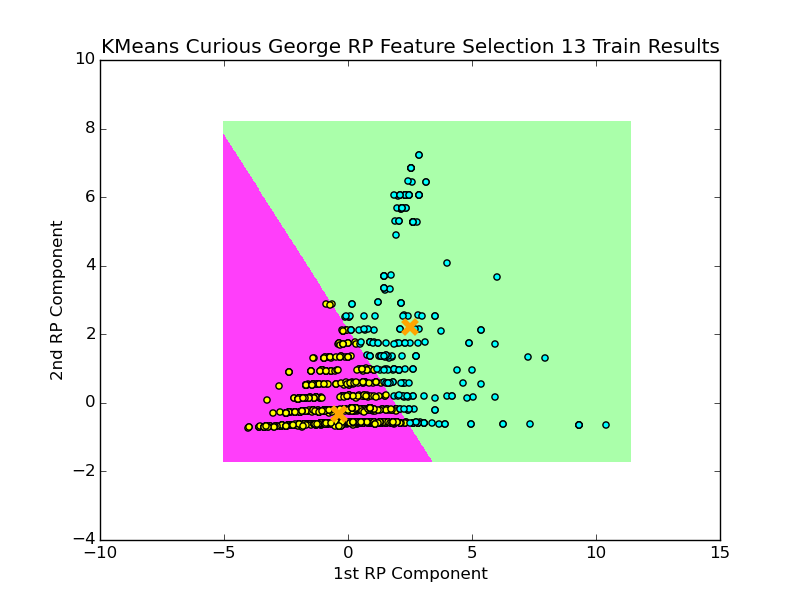 KMeans Curious George RP Feature Selection 13 Train Results
10
8
6
4
2
0
−2
−4
2nd RP Component
−10 −5 0 5 10 15
1st RP Component